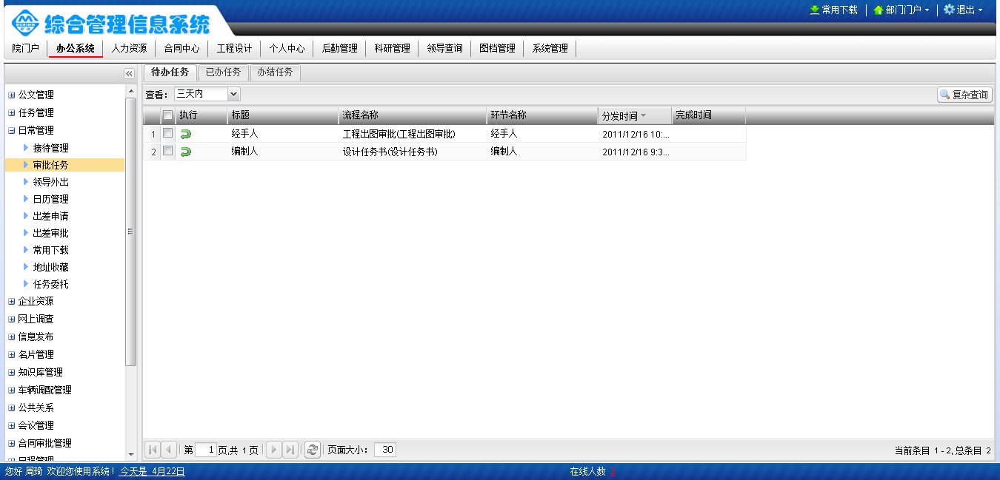 常用下载 部门门户 退出
综合管理信息系统
院门户 办公系统 人力资源 合同中心 工程设计 个人中心 后勤管理 科研管理 领导查询 图档管理 系统管理
待办任务 已办任务 办结任务
查看: 三天内 复杂查询
执行 标题 流程名称 环节名称 分发时间 完成时间
1 经手人 工程出图审批(工程出图审批) 经手人 2011/12/16 10:...
2 编制人 设计任务书(设计任务书) 编制人 2011/12/16 9:3...
公文管理
任务管理
日常管理
接待管理
审批任务
领导外出
日历管理
出差申请
出差审批
常用下载
地址收藏
任务委托
企业资源
网上调查
信息发布
名片管理
知识库管理
车辆调配管理
公共关系
会议管理
合同审批管理
日程管理
第 1 页,共 1 页 页面大小: 30 当前条目 1 - 2, 总条目 2
您好 周琦 欢迎您使用系统! 今天是 4月22日 在线人数